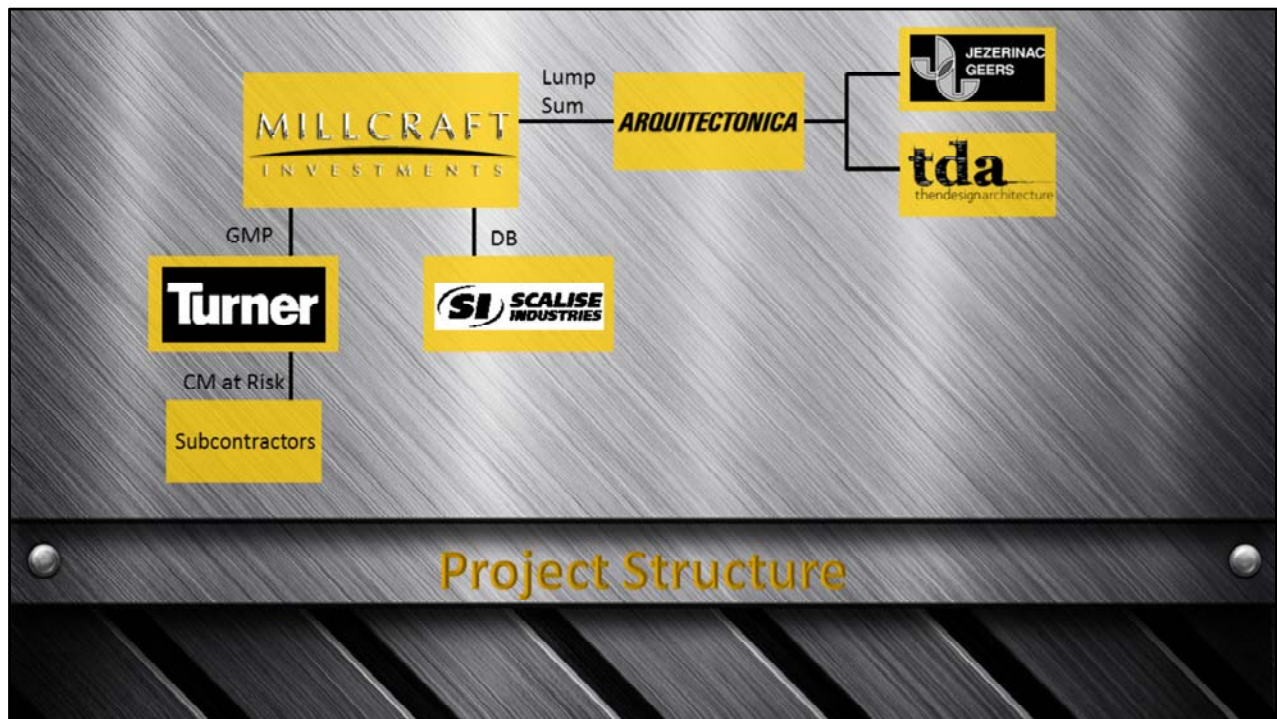 MILLCRAFT
INVESTMENTS
Lump
Sum
ARQUITECTONICA
JEZERINAC
GEERS
tda
thendesignarchitecture
GMP
DB
Turner
SI SCALISE
INDUSTRIES
CM at Risk
Subcontractors
Project Structure